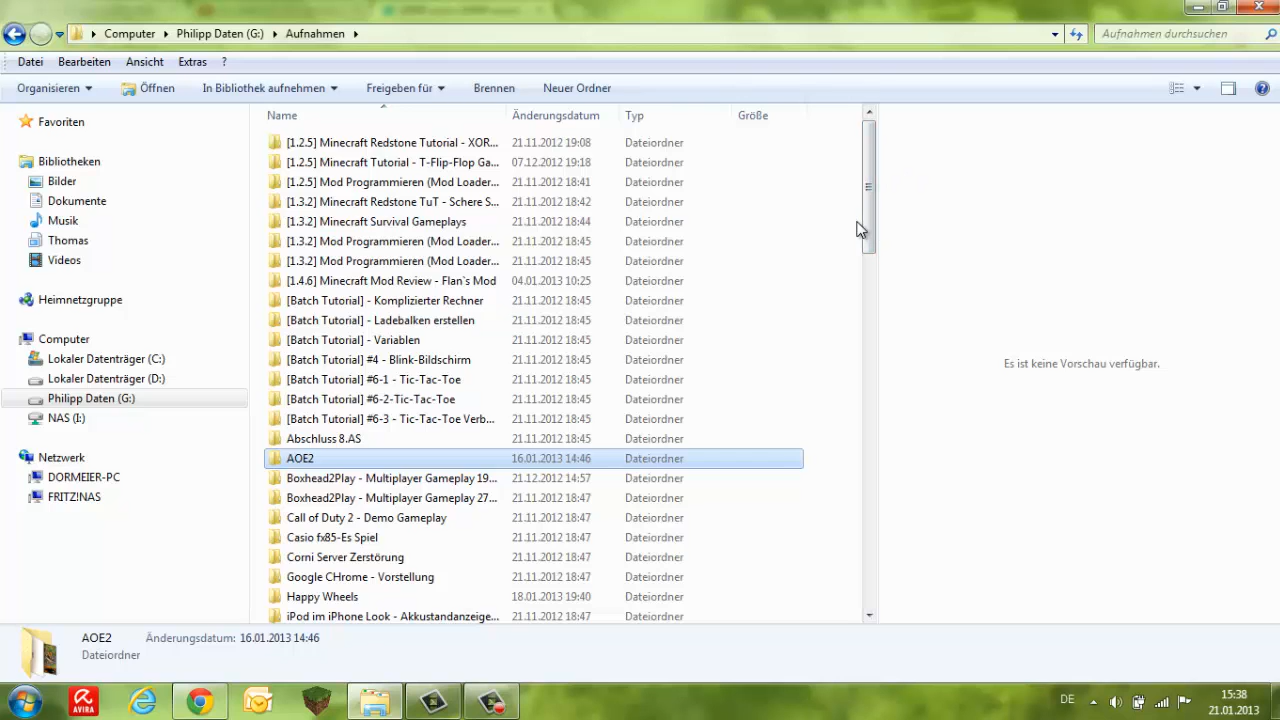 Computer Philipp Daten (G:) Aufnahmen Aufnahmen durchsuchen
Datei Bearbeiten Ansicht Extras ?
Organisieren Öffnen In Bibliothek aufnehmen Freigeben für Brennen Neuer Ordner
Favoriten
Bibliotheken
Bilder
Dokumente
Musik
Thomas
Videos
Heimnetzgruppe
Computer
Lokaler Datenträger (C:)
Lokaler Datenträger (D:)
Philipp Daten (G:)
NAS (I:)
Netzwerk
DORMEIER-PC
FRITZ!NAS
Name Änderungsdatum Typ Größe
[1.2.5] Minecraft Redstone Tutorial - XOR... 21.11.2012 19:08 Dateiordner
[1.2.5] Minecraft Tutorial - T-Flip-Flop Ga... 07.12.2012 19:18 Dateiordner
[1.2.5] Mod Programmieren (Mod Loader... 21.11.2012 18:41 Dateiordner
[1.3.2] Minecraft Redstone TuT - Schere S... 21.11.2012 18:42 Dateiordner
[1.3.2] Minecraft Survival Gameplays 21.11.2012 18:44 Dateiordner
[1.3.2] Mod Programmieren (Mod Loader... 21.11.2012 18:45 Dateiordner
[1.3.2] Mod Programmieren (Mod Loader... 21.11.2012 18:45 Dateiordner
[1.4.6] Minecraft Mod Review - Flan`s Mod 04.01.2013 10:25 Dateiordner
[Batch Tutorial] - Komplizierter Rechner 21.11.2012 18:45 Dateiordner
[Batch Tutorial] - Ladebalken erstellen 21.11.2012 18:45 Dateiordner
[Batch Tutorial] - Variablen 21.11.2012 18:45 Dateiordner
[Batch Tutorial] #4 - Blink-Bildschirm 21.11.2012 18:45 Dateiordner
[Batch Tutorial] #6-1 - Tic-Tac-Toe 21.11.2012 18:45 Dateiordner
[Batch Tutorial] #6-2-Tic-Tac-Toe 21.11.2012 18:45 Dateiordner
[Batch Tutorial] #6-3 - Tic-Tac-Toe Verb... 21.11.2012 18:45 Dateiordner
Abschluss 8.AS 21.11.2012 18:45 Dateiordner
AOE2 16.01.2013 14:46 Dateiordner
Boxhead2Play - Multiplayer Gameplay 19... 21.12.2012 14:57 Dateiordner
Boxhead2Play - Multiplayer Gameplay 27... 21.11.2012 18:47 Dateiordner
Call of Duty 2 - Demo Gameplay 21.11.2012 18:47 Dateiordner
Casio fx85-Es Spiel 21.11.2012 18:47 Dateiordner
Corni Server Zerstörung 21.11.2012 18:47 Dateiordner
Google CHrome - Vorstellung 21.11.2012 18:47 Dateiordner
Happy Wheels 18.01.2013 19:40 Dateiordner
iPod im iPhone Look - Akkustandanzeige... 21.11.2012 18:47 Dateiordner
Es ist keine Vorschau verfügbar.
AOE2 Änderungsdatum: 16.01.2013 14:46
Dateiordner
AVIRA
DE
15:38
21.01.2013